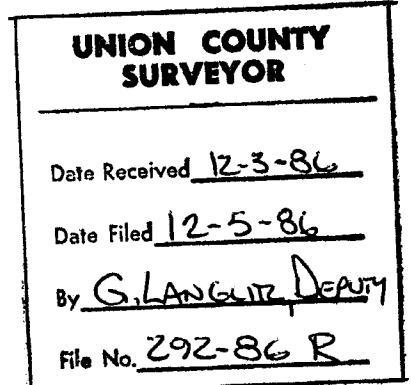 UNION COUNTY
SURVEYOR
Date Received 12-3-86
Date Filed 12-5-86
By G. LANGLITZ, DEPUTY
File No. 292-86 R